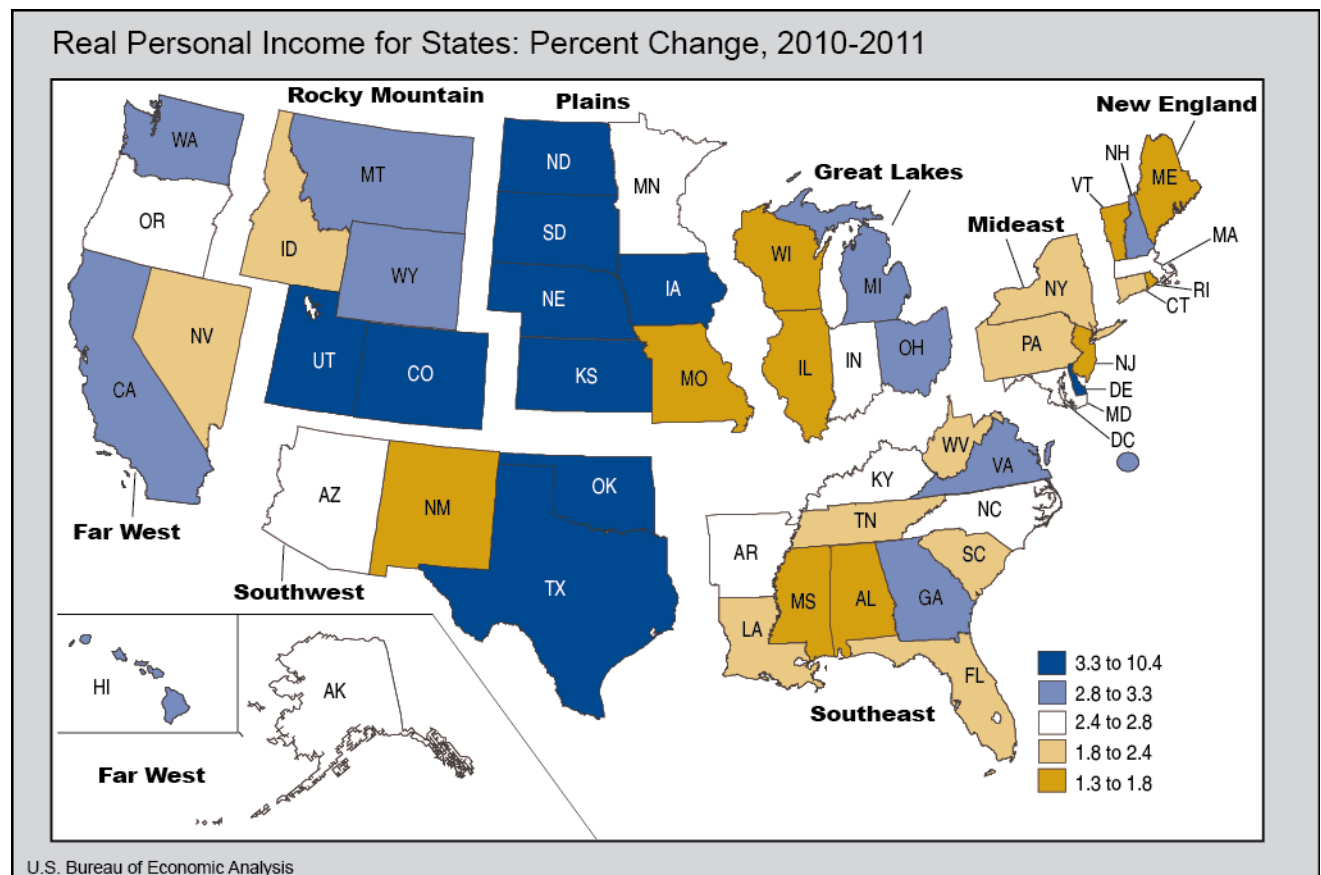 Real Personal Income for States: Percent Change, 2010-2011
Rocky Mountain
Plains
New England
Great Lakes
Mideast
Far West
Southwest
Southeast
Far West
WA
OR
CA
NV
ID
MT
WY
UT
CO
AZ
NM
ND
SD
NE
KS
MN
IA
MO
OK
TX
WI
IL
MI
IN
OH
NH
VT
ME
MA
RI
CT
NY
PA
NJ
DE
MD
DC
WV
VA
KY
NC
TN
SC
AR
MS
AL
GA
LA
FL
HI
AK
3.3 to 10.4
2.8 to 3.3
2.4 to 2.8
1.8 to 2.4
1.3 to 1.8
U.S. Bureau of Economic Analysis